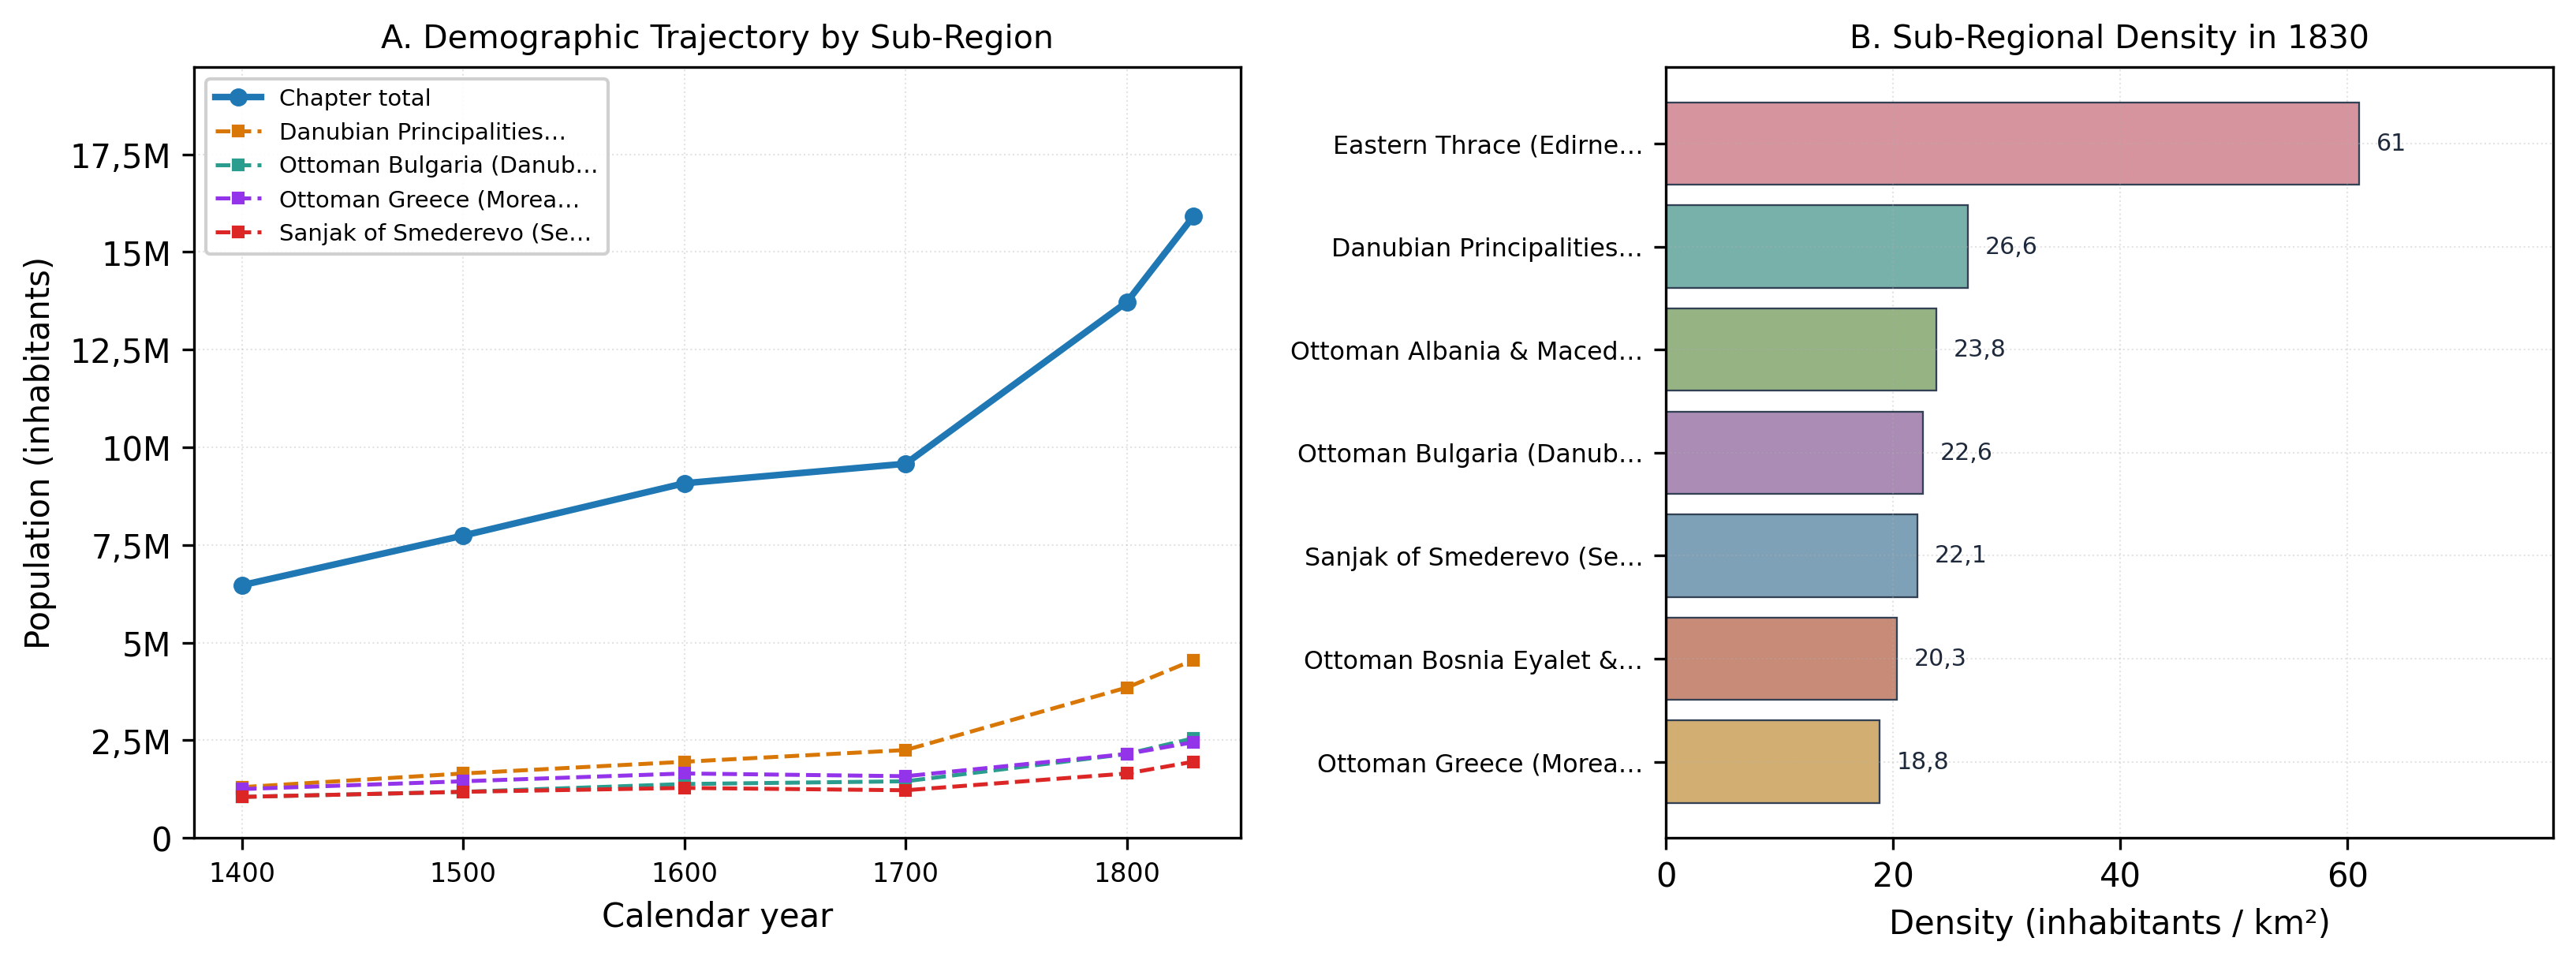 A. Demographic Trajectory by Sub-Region
Chapter total
Danubian Principalities...
Ottoman Bulgaria (Danub...
Ottoman Greece (Morea...
Sanjak of Smederevo (Se...
Population (inhabitants)
17,5M
15M
12,5M
10M
7,5M
5M
2,5M
0
1400
1500
1600
1700
1800
Calendar year
B. Sub-Regional Density in 1830
Eastern Thrace (Edirne...
61
Danubian Principalities...
26,6
Ottoman Albania & Maced...
23,8
Ottoman Bulgaria (Danub...
22,6
Sanjak of Smederevo (Se...
22,1
Ottoman Bosnia Eyalet &...
20,3
Ottoman Greece (Morea...
18,8
0
20
40
60
Density (inhabitants / km²)